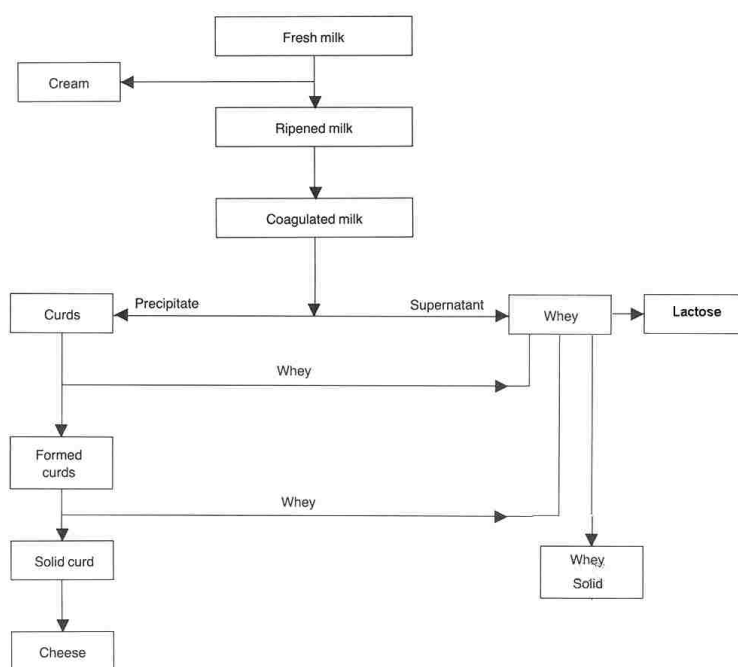 Fresh milk
Cream
Ripened milk
Coagulated milk
Precipitate
Supernatant
Curds
Whey
Lactose
Whey
Formed
curds
Whey
Solid curd
Whey
Solid
Cheese